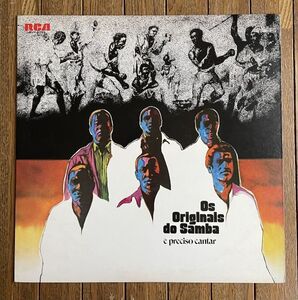 RCA
Os
Originais
do Samba
é preciso cantar